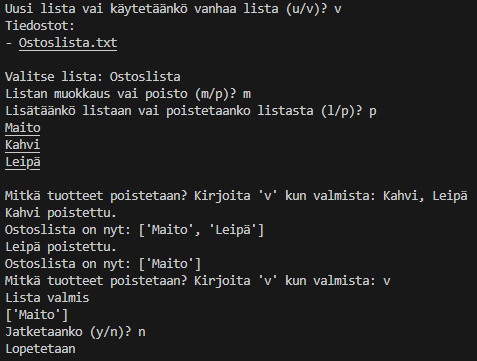 Uusi lista vai käytetäänkö vanhaa lista (u/v)? v
Tiedostot:
- Ostoslista.txt
Valitse lista: Ostoslista
Listan muokkaus vai poisto (m/p)? m
Lisätäänkö listaan vai poistetaanko listasta (l/p)? p
Maito
Kahvi
Leipä
Mitkä tuotteet poistetaan? Kirjoita 'v' kun valmista: Kahvi, Leipä
Kahvi poistettu.
Ostoslista on nyt: ['Maito', 'Leipä']
Leipä poistettu.
Ostoslista on nyt: ['Maito']
Mitkä tuotteet poistetaan? Kirjoita 'v' kun valmista: v
Lista valmis
['Maito']
Jatketaanko (y/n)? n
Lopetetaan